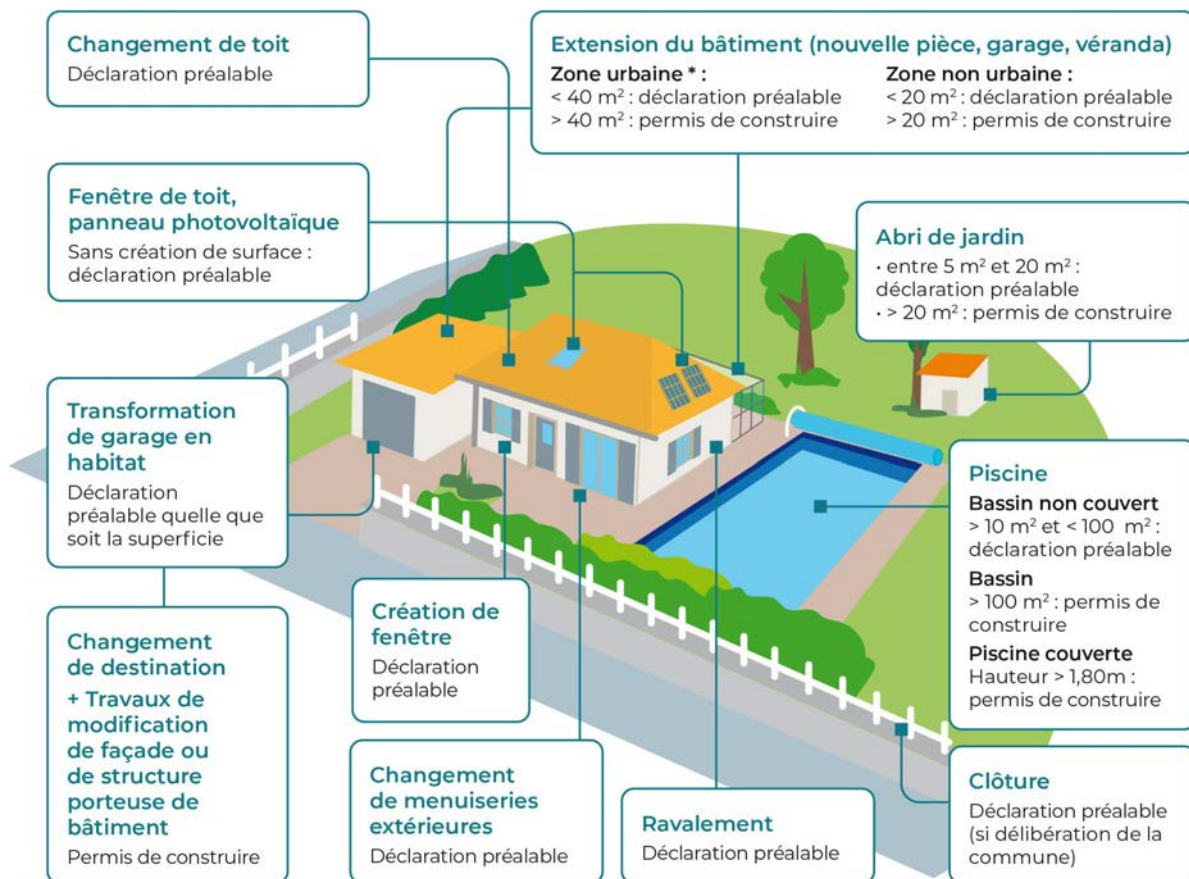 Changement de toit
Déclaration préalable
Extension du bâtiment (nouvelle pièce, garage, véranda)
Zone urbaine * :
< 40 m² : déclaration préalable
> 40 m² : permis de construire
Zone non urbaine :
< 20 m² : déclaration préalable
> 20 m² : permis de construire
Fenêtre de toit,
panneau photovoltaïque
Sans création de surface :
déclaration préalable
Abri de jardin
• entre 5 m² et 20 m² :
déclaration préalable
• > 20 m² : permis de construire
Transformation
de garage en
habitat
Déclaration
préalable quelle que
soit la superficie
Piscine
Bassin non couvert
> 10 m² et < 100 m² :
déclaration préalable
Bassin
> 100 m² : permis de
construire
Piscine couverte
Hauteur > 1,80m :
permis de construire
Changement
de destination
+ Travaux de
modification
de façade ou
de structure
porteuse de
bâtiment
Permis de construire
Création de
fenêtre
Déclaration
préalable
Changement
de menuiseries
extérieures
Déclaration préalable
Ravalement
Déclaration préalable
Clôture
Déclaration préalable
(si délibération de la
commune)